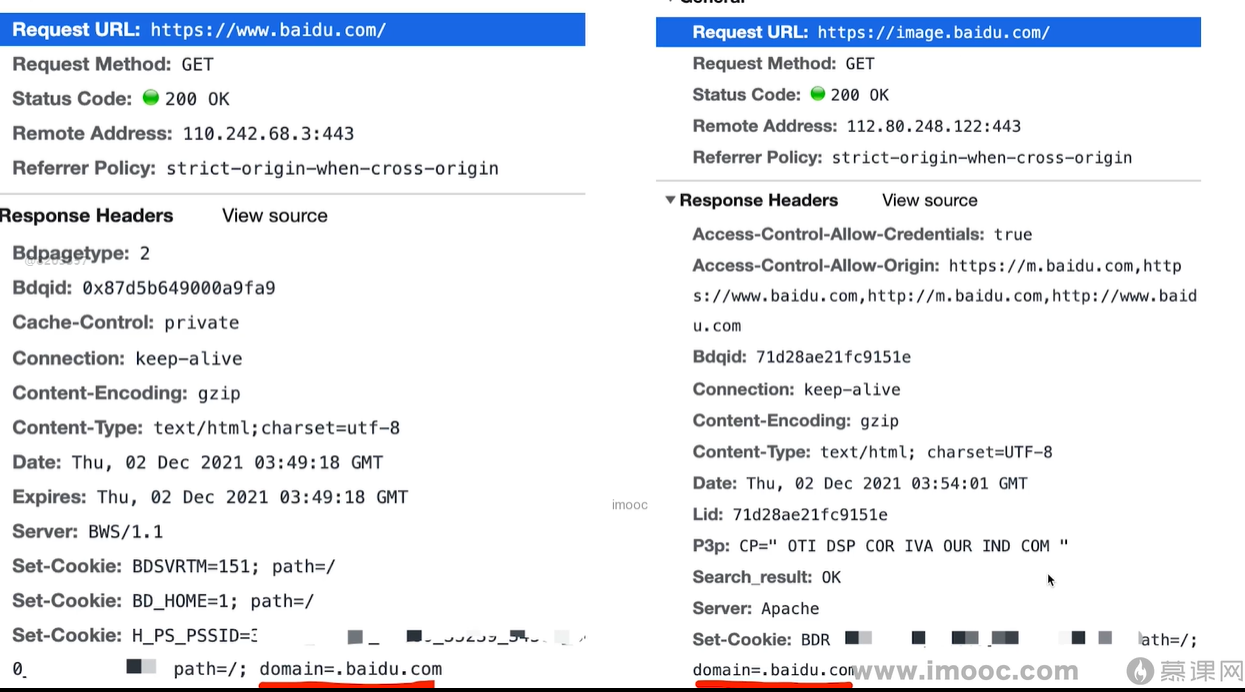 Request URL: https://www.baidu.com/
Request Method: GET
Status Code: 200 OK
Remote Address: 110.242.68.3:443
Referrer Policy: strict-origin-when-cross-origin
Response Headers View source
Bdpagetype: 2
Bdqid: 0x87d5b649000a9fa9
Cache-Control: private
Connection: keep-alive
Content-Encoding: gzip
Content-Type: text/html;charset=utf-8
Date: Thu, 02 Dec 2021 03:49:18 GMT
Expires: Thu, 02 Dec 2021 03:49:18 GMT
Server: BWS/1.1
Set-Cookie: BDSVRTM=151; path=/
Set-Cookie: BD_HOME=1; path=/
Set-Cookie: H_PS_PSSID=3
0_ path=/; domain=.baidu.com
General
Request URL: https://image.baidu.com/
Request Method: GET
Status Code: 200 OK
Remote Address: 112.80.248.122:443
Referrer Policy: strict-origin-when-cross-origin
Response Headers View source
Access-Control-Allow-Credentials: true
Access-Control-Allow-Origin: https://m.baidu.com,http
s://www.baidu.com,http://m.baidu.com,http://www.baid
u.com
Bdqid: 71d28ae21fc9151e
Connection: keep-alive
Content-Encoding: gzip
Content-Type: text/html; charset=UTF-8
Date: Thu, 02 Dec 2021 03:54:01 GMT
Lid: 71d28ae21fc9151e
P3p: CP=" OTI DSP COR IVA OUR IND COM "
Search_result: OK
Server: Apache
Set-Cookie: BDR ath=/;
domain=.baidu.com
imooc
www.imooc.com 慕课网